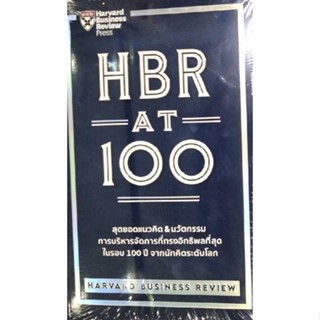 Harvard
Business
Review
Press
HBR
AT
100
สุดยอดแนวคิด & นวัตกรรม
การบริหารจัดการที่ทรงอิทธิพลที่สุด
ในรอบ 100 ปี จากนักคิดระดับโลก
HARVARD BUSINESS REVIEW